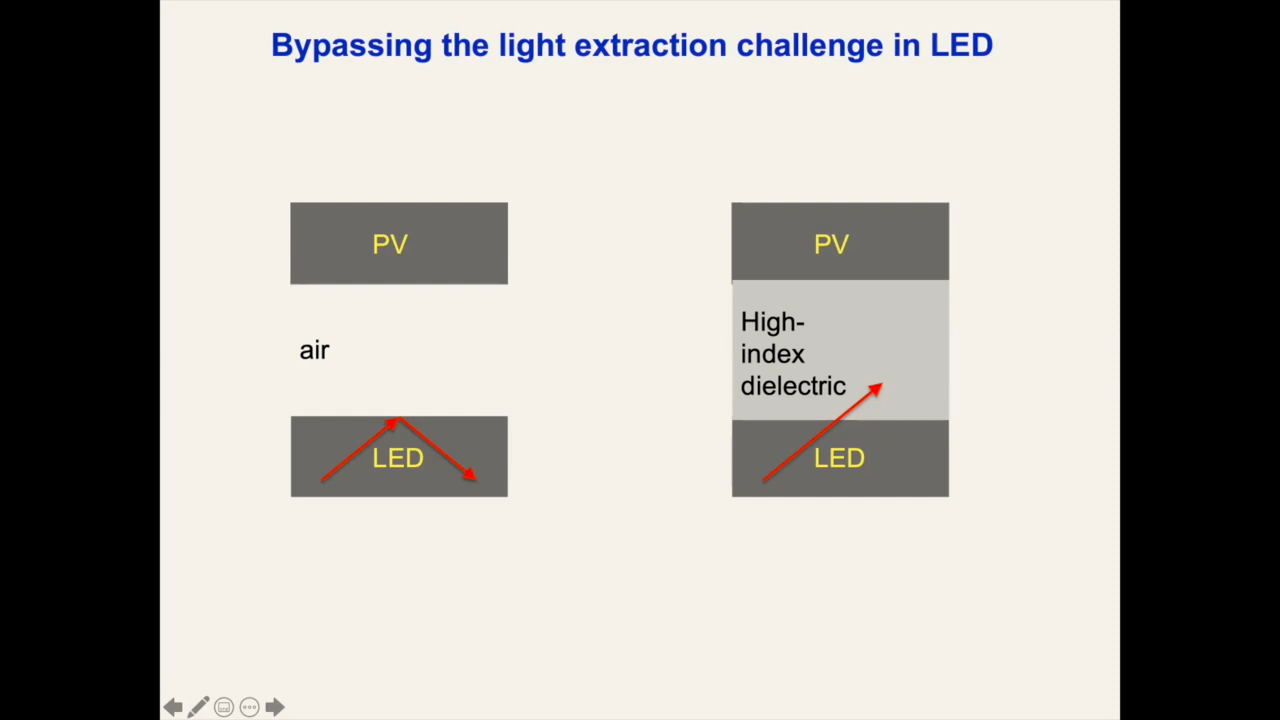 Bypassing the light extraction challenge in LED
PV
air
LED
PV
High-
index
dielectric
LED